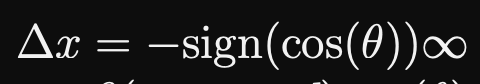 Δx = −sign(cos(θ))∞